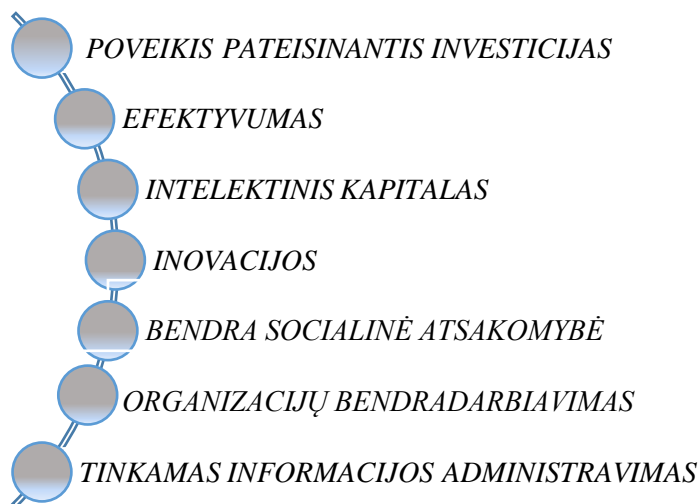 POVEIKIS PATEISINANTIS INVESTICIJAS
EFEKTYVUMAS
INTELEKTINIS KAPITALAS
INOVACIJOS
BENDRA SOCIALINĖ ATSAKOMYBĖ
ORGANIZACIJŲ BENDRADARBIAVIMAS
TINKAMAS INFORMACIJOS ADMINISTRAVIMAS